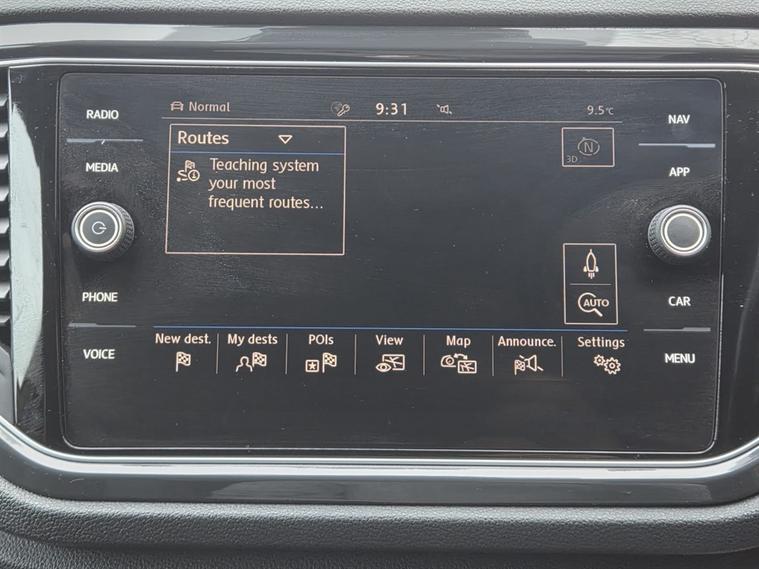 RADIO
MEDIA
PHONE
VOICE
Normal
9:31
9.5°C
Routes
Teaching system
your most
frequent routes...
N
3D
AUTO
New dest.
My dests
POIs
View
Map
Announce.
Settings
NAV
APP
CAR
MENU